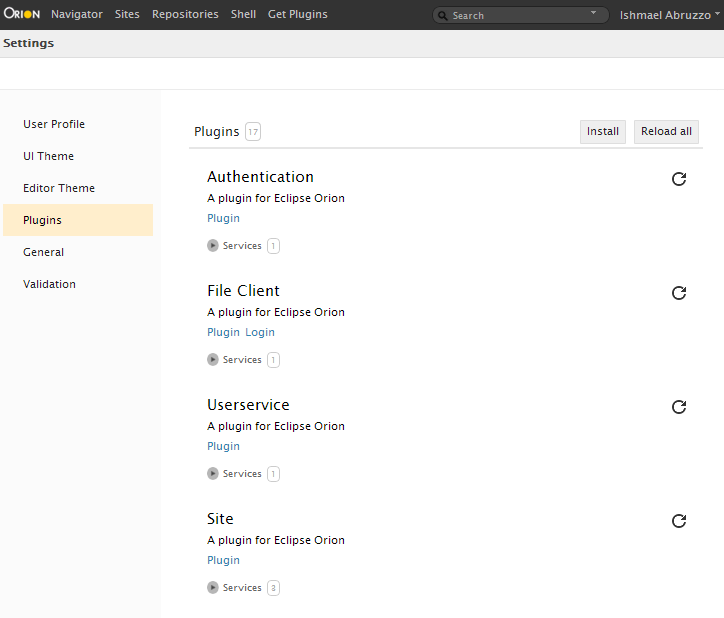 ORION Navigator Sites Repositories Shell Get Plugins Search Ishmael Abruzzo
Settings
User Profile
UI Theme
Editor Theme
Plugins
General
Validation
Plugins 17 Install Reload all
Authentication
A plugin for Eclipse Orion
Plugin
Services 1
File Client
A plugin for Eclipse Orion
Plugin Login
Services 1
Userservice
A plugin for Eclipse Orion
Plugin
Services 1
Site
A plugin for Eclipse Orion
Plugin
Services 3